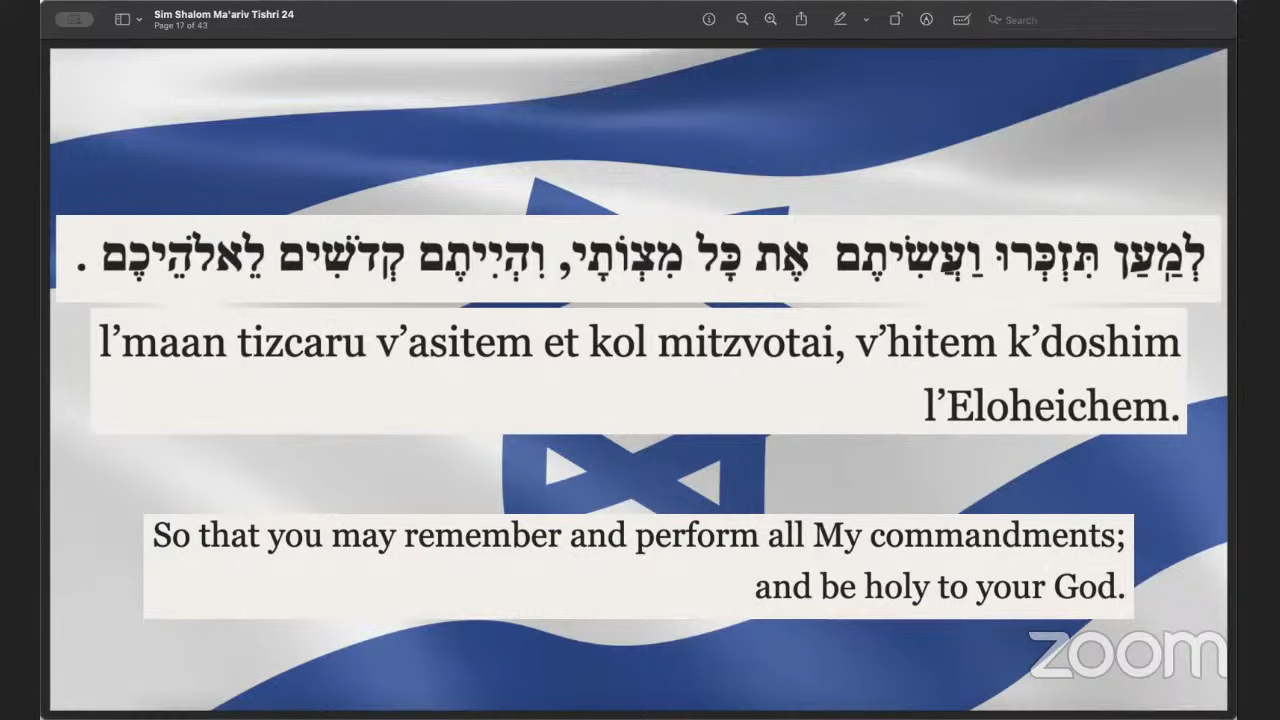 Sim Shalom Ma'ariv Tishri 24
Page 17 of 43
Search
לְמַֽעַן תִּזְכְּרוּ וַעֲשִׂיתֶם אֶת כָּל מִצְוֹתָי, וִהְיִיתֶם קְדֹשִׁים לֵאלֹהֵיכֶם .
l’maan tizcaru v’asitem et kol mitzvotai, v’hitem k’doshim
l’Eloheichem.
So that you may remember and perform all My commandments;
and be holy to your God.
zoom